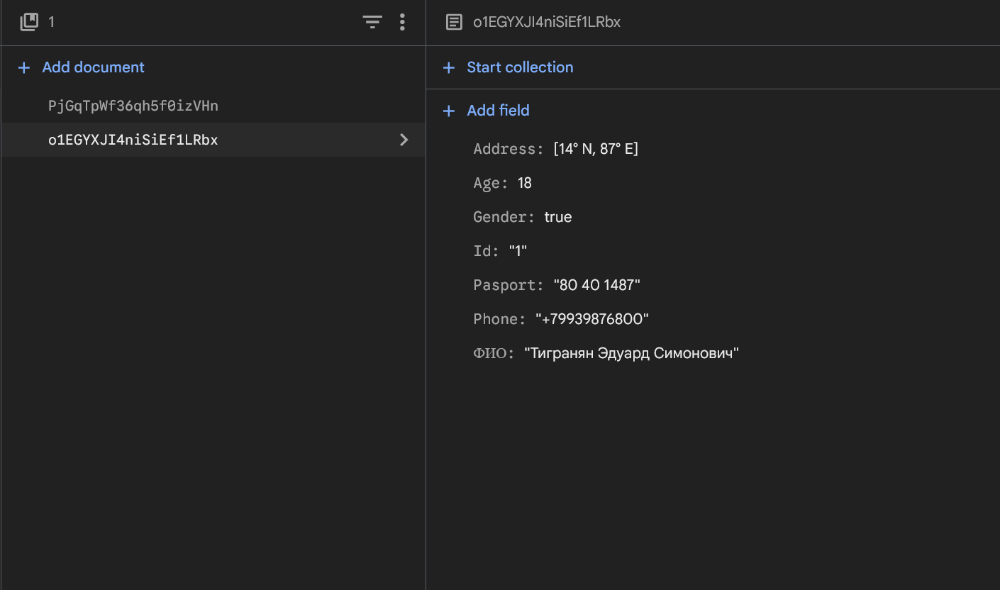 1
Add document
PjGqTpWf36qh5f0izVHn
o1EGYXJI4niSiEf1LRbx
o1EGYXJI4niSiEf1LRbx
Start collection
Add field
Address: [14° N, 87° E]
Age: 18
Gender: true
Id: "1"
Pasport: "80 40 1487"
Phone: "+79939876800"
ФИО: "Тигранян Эдуард Симонович"